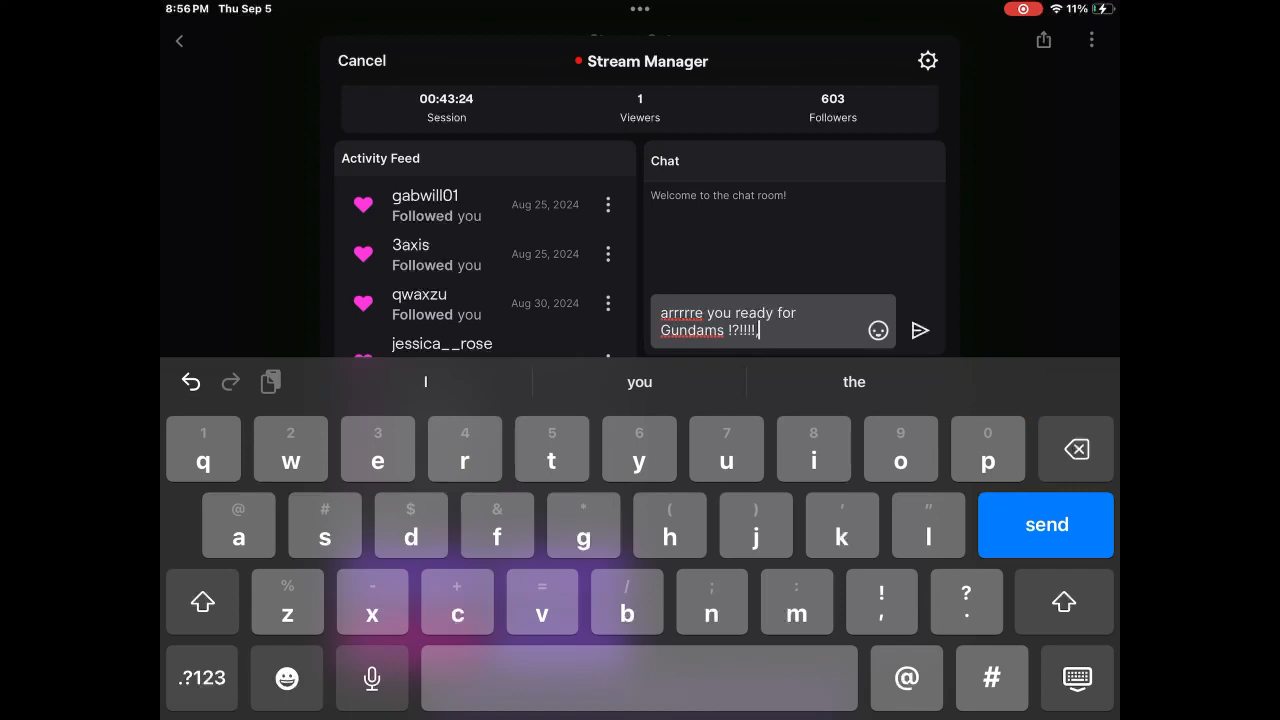 8:56 PM Thu Sep 5
11%
Cancel
Stream Manager
00:43:24
1
603
Session
Viewers
Followers
Activity Feed
Chat
gabwill01
Followed you
Aug 25, 2024
3axis
Followed you
Aug 25, 2024
qwaxzu
Followed you
Aug 30, 2024
jessica__rose
Welcome to the chat room!
arrrrre you ready for
Gundams !?!!!!,
I you the
1 2 3 4 5 6 7 8 9 0
q w e r t y u i o p
@ # $ & * ( ) ' "
a s d f g h j k l send
% - + = / ; : ! ?
z x c v b n m , .
.?123 @ #